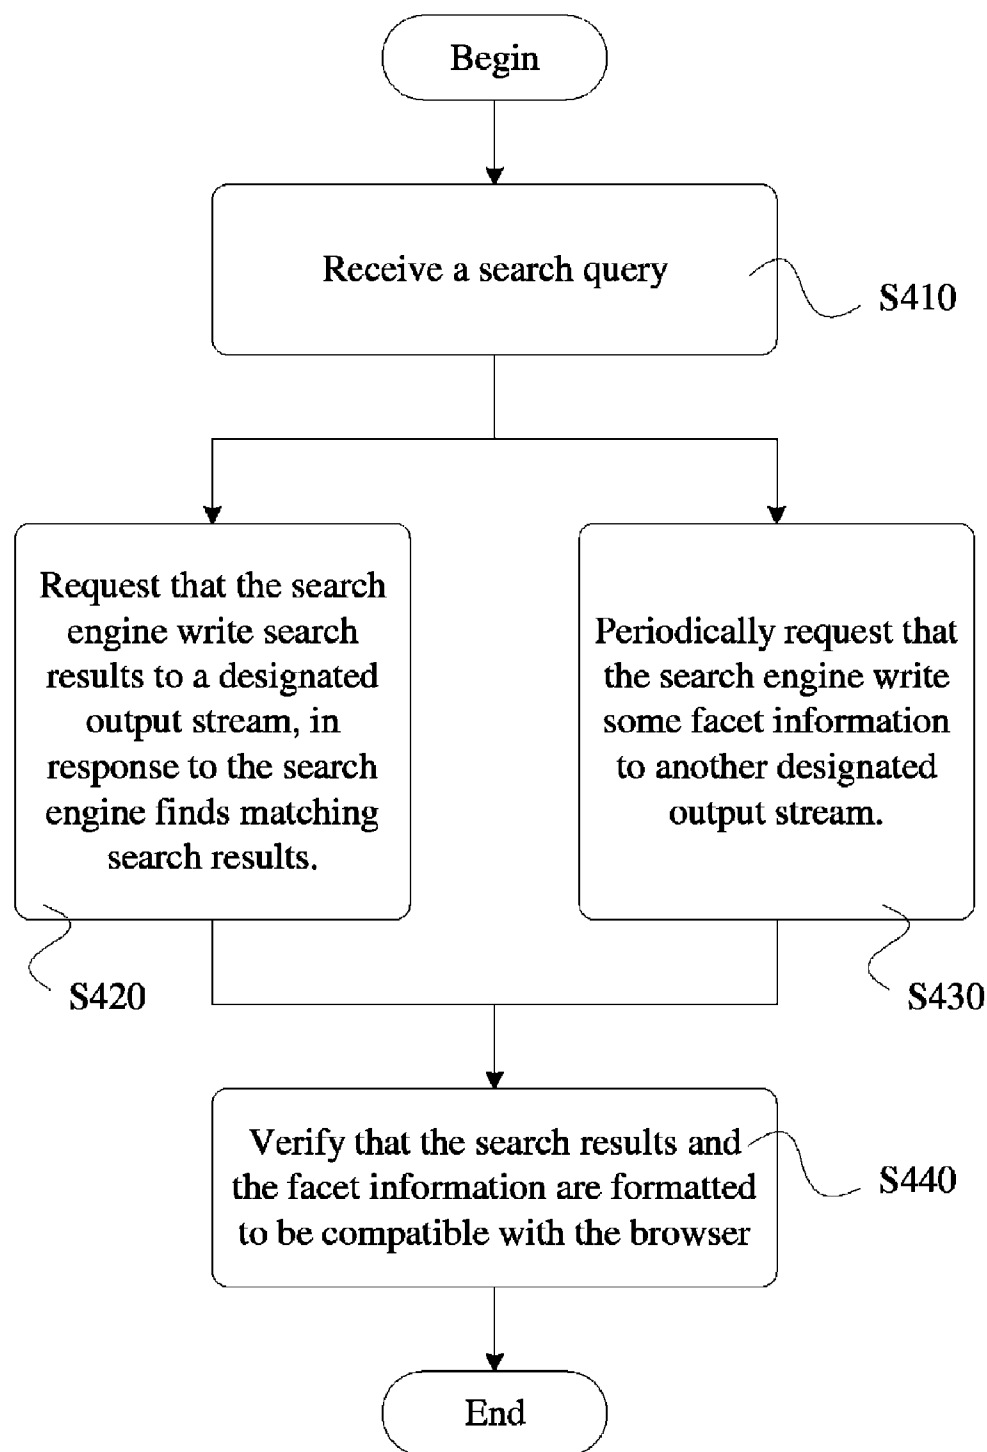 Begin
Receive a search query
S410
Request that the search
engine write search
results to a designated
output stream, in
response to the search
engine finds matching
search results.
S420
Periodically request that
the search engine write
some facet information
to another designated
output stream.
S430
Verify that the search results and
the facet information are formatted
to be compatible with the browser
S440
End